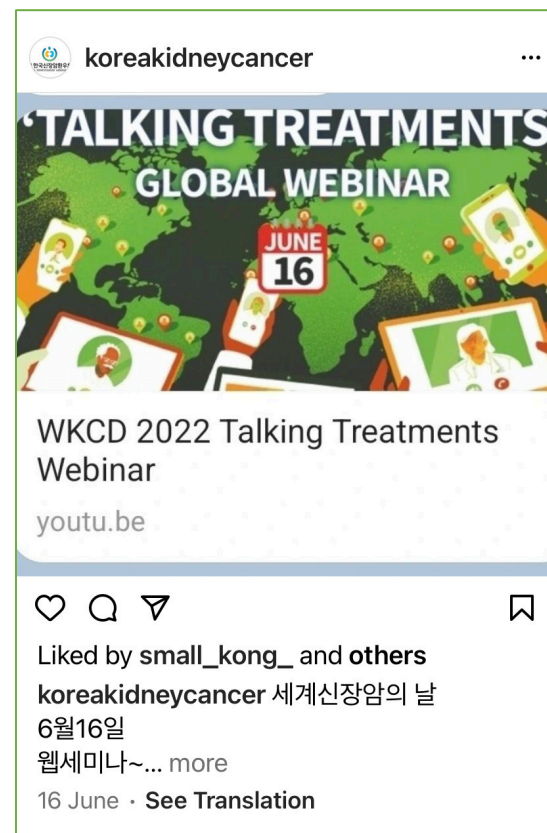 koreakidneycancer
'TALKING TREATMENTS
GLOBAL WEBINAR
JUNE
16
WKCD 2022 Talking Treatments
Webinar
youtu.be
Liked by small_kong_ and others
koreakidneycancer 세계신장암의 날
6월16일
웹세미나~... more
16 June · See Translation